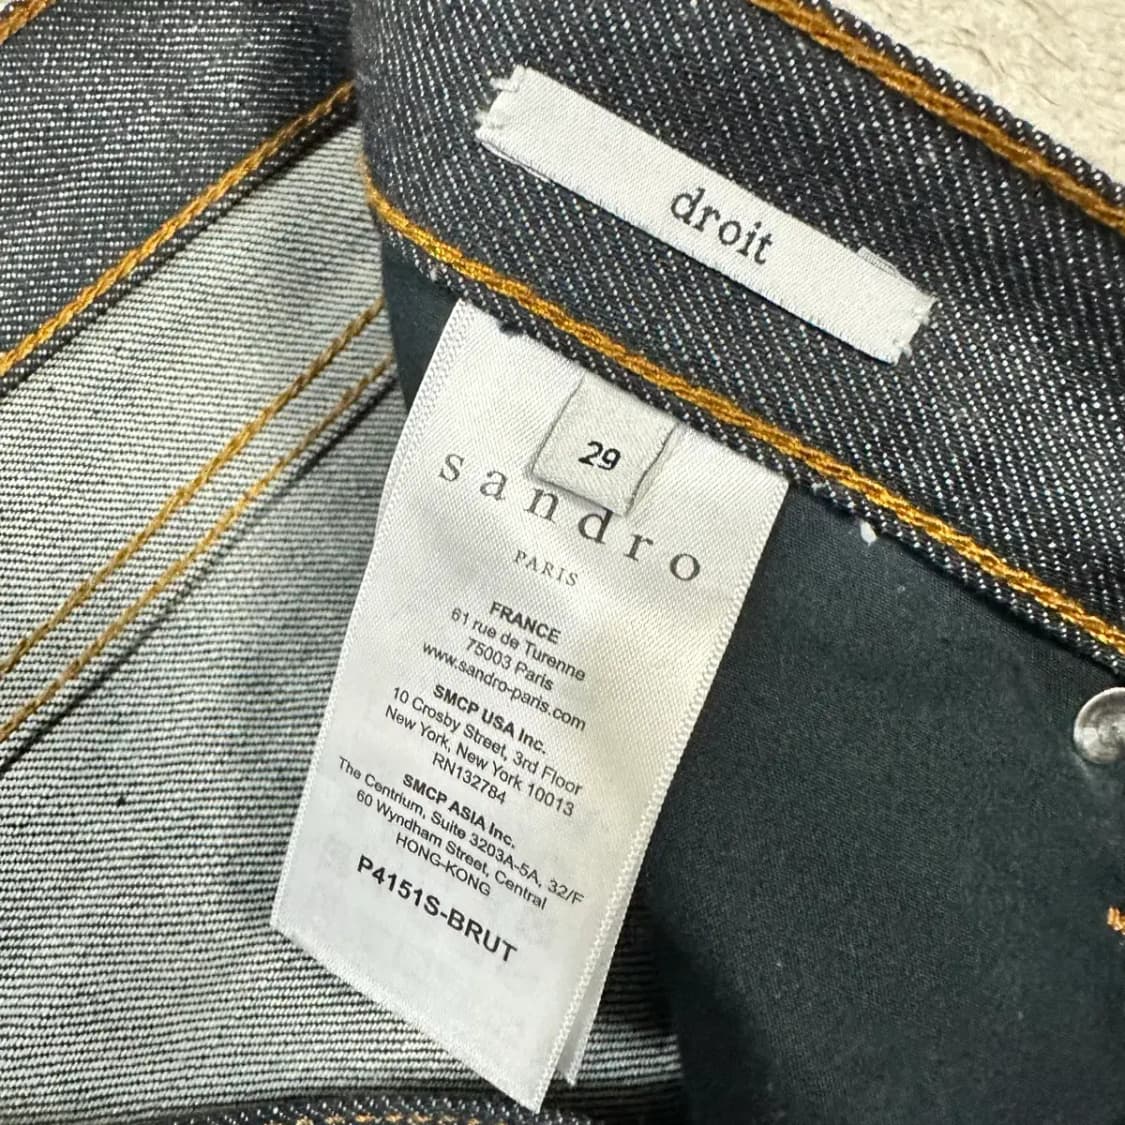 droit
29
sandro
PARIS
FRANCE
61 rue de Turenne
75003 Paris
www.sandro-paris.com
SMCP USA Inc.
10 Crosby Street, 3rd Floor
New York, New York 10013
RN132784
SMCP ASIA Inc.
The Centrium, Suite 3203A-5A, 32/F
60 Wyndham Street, Central
HONG-KONG
P4151S-BRUT